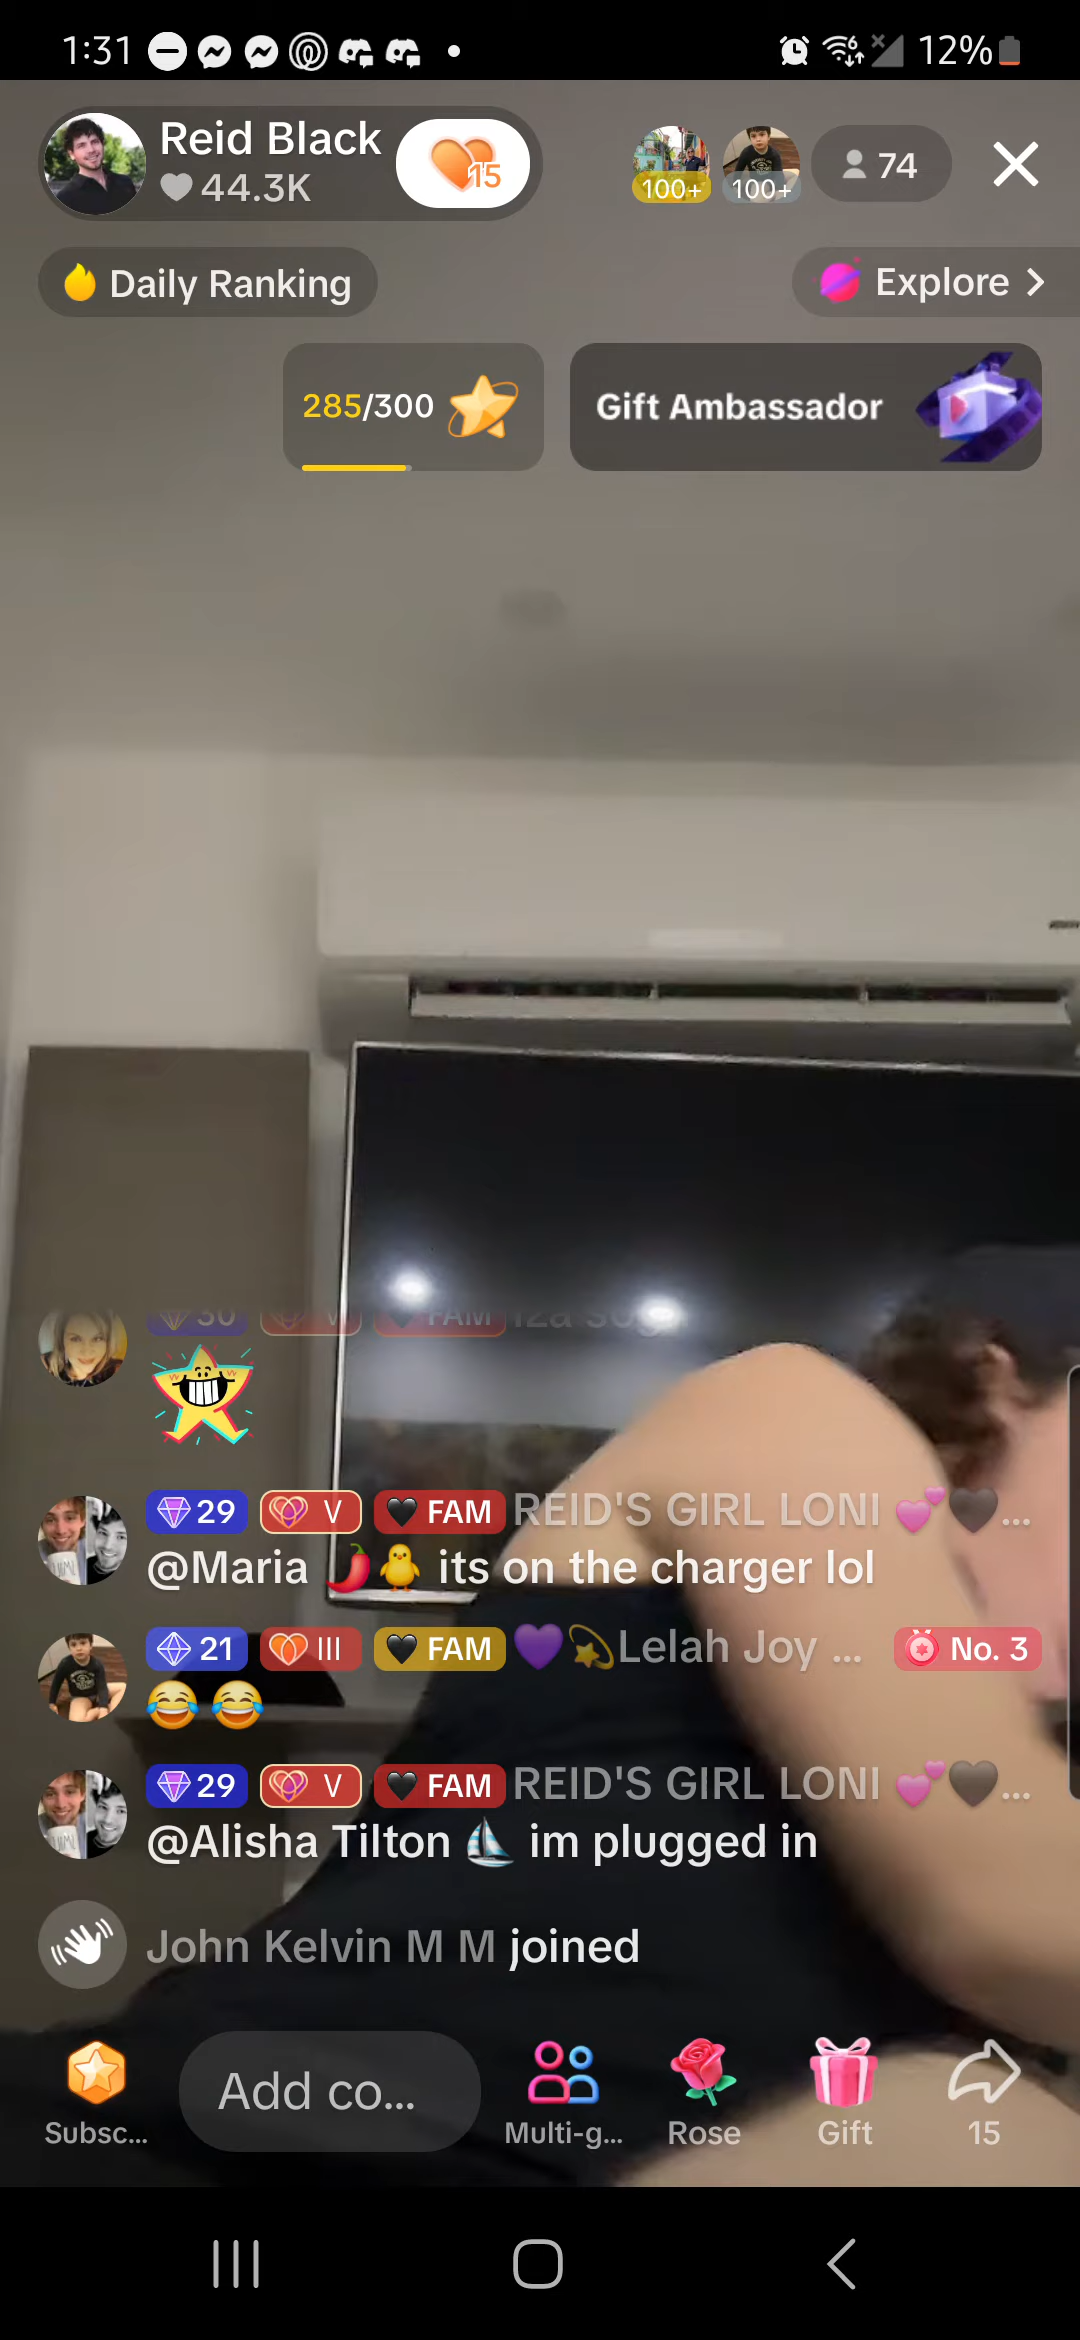 1:31 12%
Reid Black
44.3K
15
100+ 100+ 74
Daily Ranking
Explore
285/300
Gift Ambassador
30 V FAM
29 V FAM REID'S GIRL LONI 💕🖤...
@Maria 🌶️🐥 its on the charger lol
21 III FAM 💜💫Lelah Joy ... No. 3
😂😂
29 V FAM REID'S GIRL LONI 💕🖤...
@Alisha Tilton ⛵ im plugged in
John Kelvin M M joined
Add co...
Subsc... Multi-g... Rose Gift 15